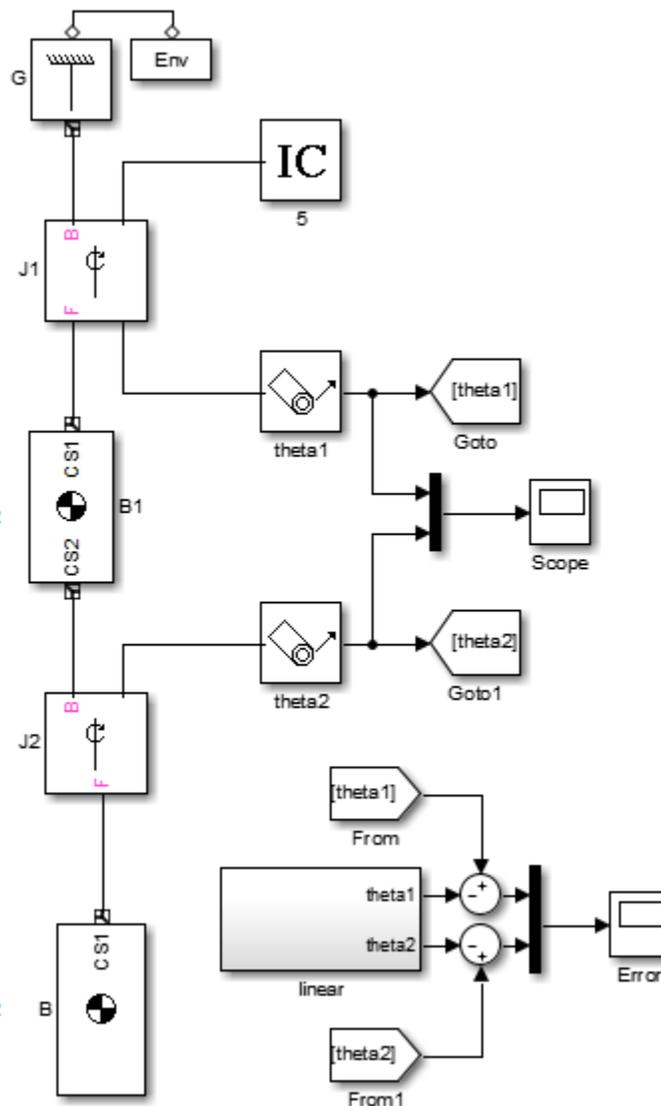 G
Env
IC
5
B
J1
F
CS1
B1
CS2
theta1
[theta1]
Goto
Scope
theta2
[theta2]
Goto1
B
J2
F
[theta1]
From
theta1
theta2
linear
- +
- +
Error
CS1
B
[theta2]
From1